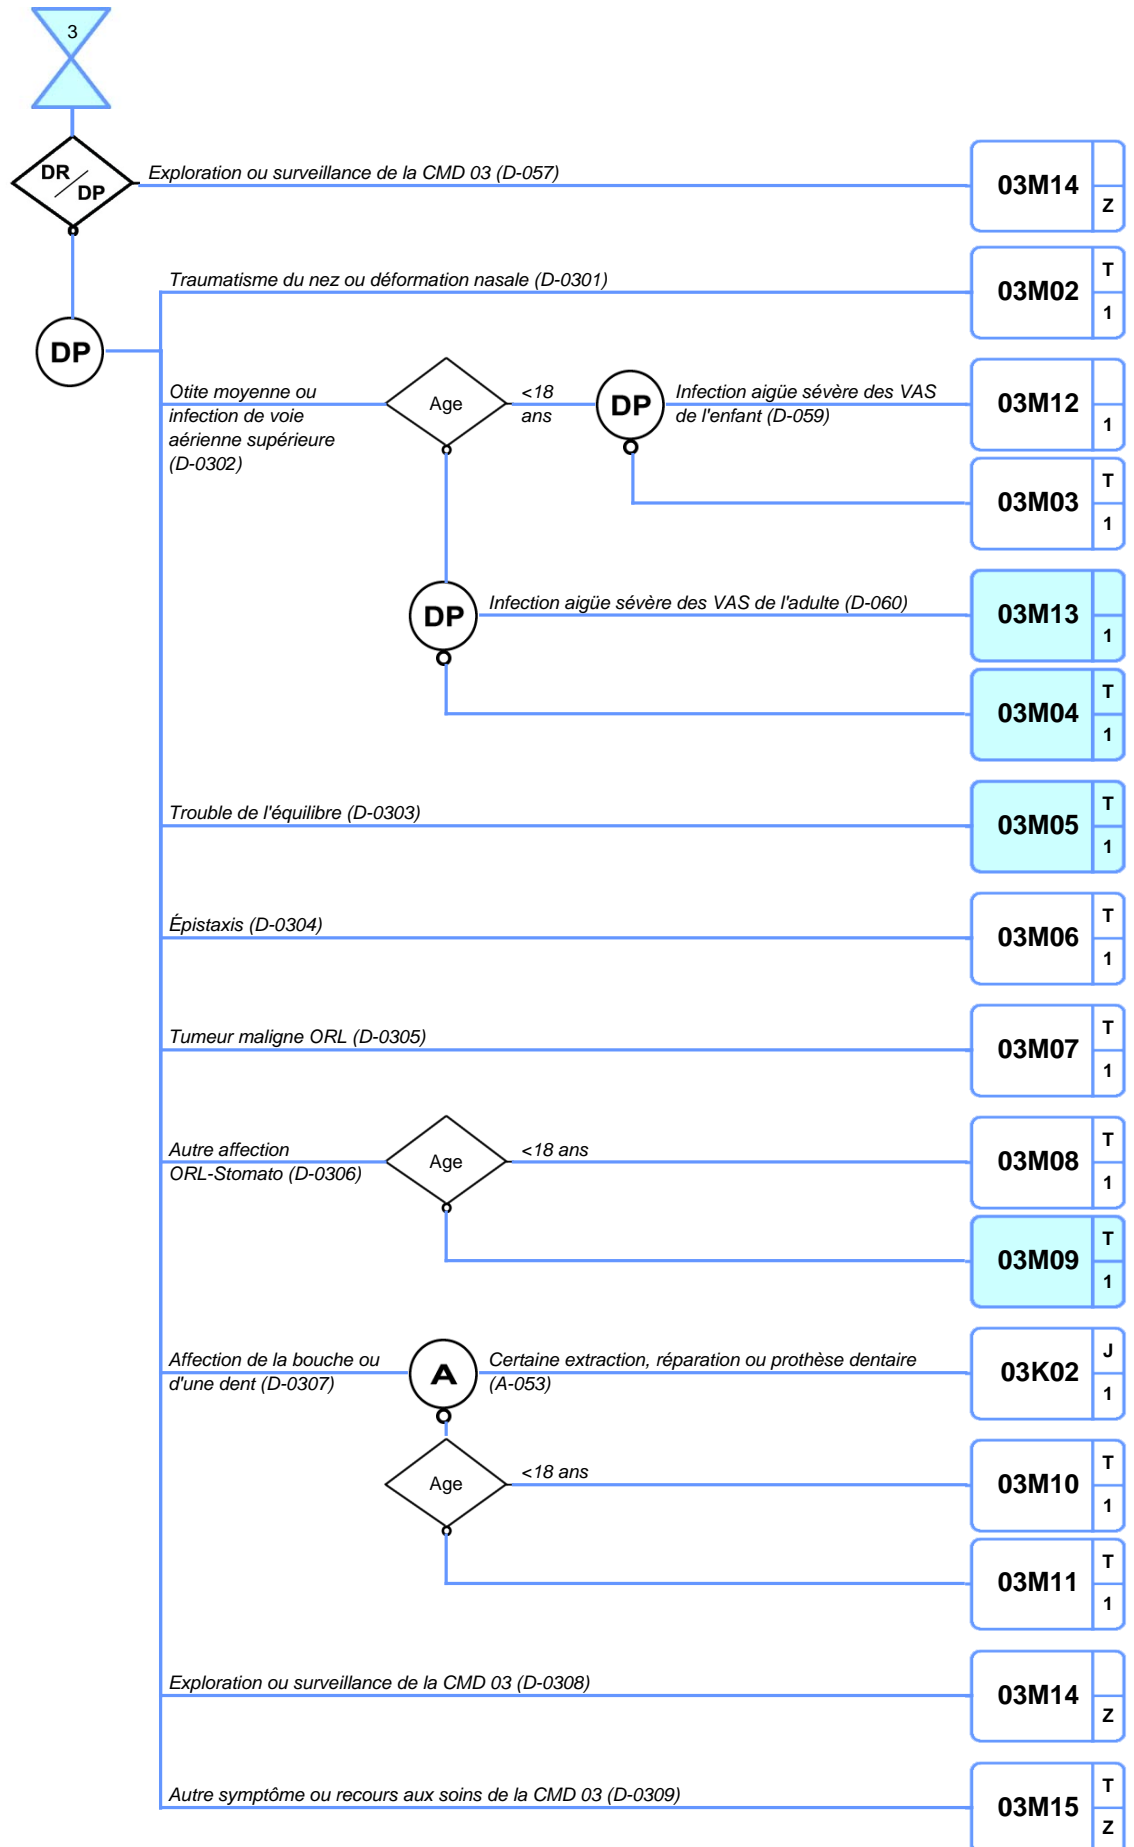 3
DR
DP
Exploration ou surveillance de la CMD 03 (D-057)
03M14
Z
Traumatisme du nez ou déformation nasale (D-0301)
03M02
T
1
DP
Otite moyenne ou
infection de voie
aérienne supérieure
(D-0302)
Age
<18
ans
DP
Infection aigüe sévère des VAS
de l'enfant (D-059)
03M12
1
03M03
T
1
DP
Infection aigüe sévère des VAS de l'adulte (D-060)
03M13
1
03M04
T
1
Trouble de l'équilibre (D-0303)
03M05
T
1
Épistaxis (D-0304)
03M06
T
1
Tumeur maligne ORL (D-0305)
03M07
T
1
Autre affection
ORL-Stomato (D-0306)
Age
<18 ans
03M08
T
1
03M09
T
1
Affection de la bouche ou
d'une dent (D-0307)
A
Certaine extraction, réparation ou prothèse dentaire
(A-053)
03K02
J
1
Age
<18 ans
03M10
T
1
03M11
T
1
Exploration ou surveillance de la CMD 03 (D-0308)
03M14
Z
Autre symptôme ou recours aux soins de la CMD 03 (D-0309)
03M15
T
Z